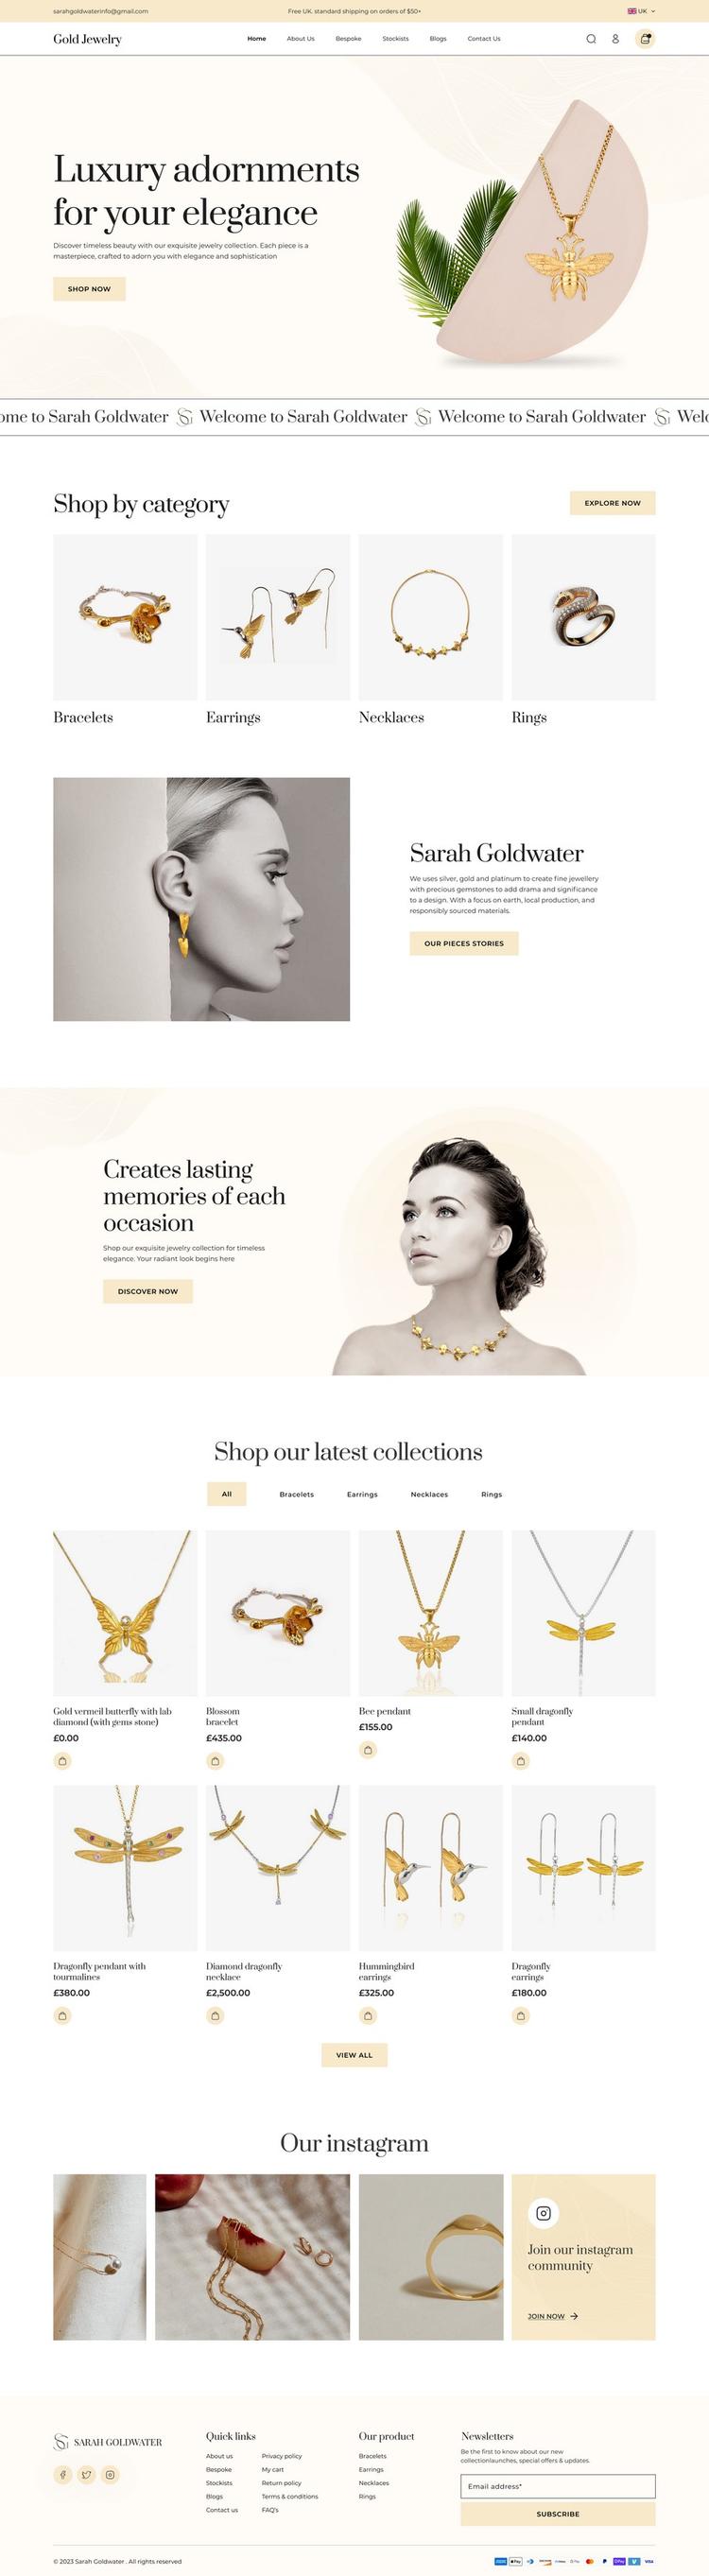 sarahgoldwaterinfo@gmail.com
Free UK. standard shipping on orders of $50+
UK
Gold Jewelry
Home
About Us
Bespoke
Stockists
Blogs
Contact Us
Luxury adornments
for your elegance
Discover timeless beauty with our exquisite jewelry collection. Each piece is a
masterpiece, crafted to adorn you with elegance and sophistication
SHOP NOW
ome to Sarah Goldwater SG Welcome to Sarah Goldwater SG Welcome to Sarah Goldwater SG Welc
Shop by category
EXPLORE NOW
Bracelets
Earrings
Necklaces
Rings
Sarah Goldwater
We uses silver, gold and platinum to create fine jewellery
with precious gemstones to add drama and significance
to a design. With a focus on earth, local production, and
responsibly sourced materials.
OUR PIECES STORIES
Creates lasting
memories of each
occasion
Shop our exquisite jewelry collection for timeless
elegance. Your radiant look begins here
DISCOVER NOW
Shop our latest collections
All
Bracelets
Earrings
Necklaces
Rings
Gold vermeil butterfly with lab
diamond (with gems stone)
£0.00
Blossom
bracelet
£435.00
Bee pendant
£155.00
Small dragonfly
pendant
£140.00
Dragonfly pendant with
tourmalines
£380.00
Diamond dragonfly
necklace
£2,500.00
Hummingbird
earrings
£325.00
Dragonfly
earrings
£180.00
VIEW ALL
Our instagram
Join our instagram
community
JOIN NOW
SG SARAH GOLDWATER
Quick links
About us
Bespoke
Stockists
Blogs
Contact us
Privacy policy
My cart
Return policy
Terms & conditions
FAQ's
Our product
Bracelets
Earrings
Necklaces
Rings
Newsletters
Be the first to know about our new
collectionlaunches, special offers & updates.
Email address*
SUBSCRIBE
© 2023 Sarah Goldwater . All rights reserved